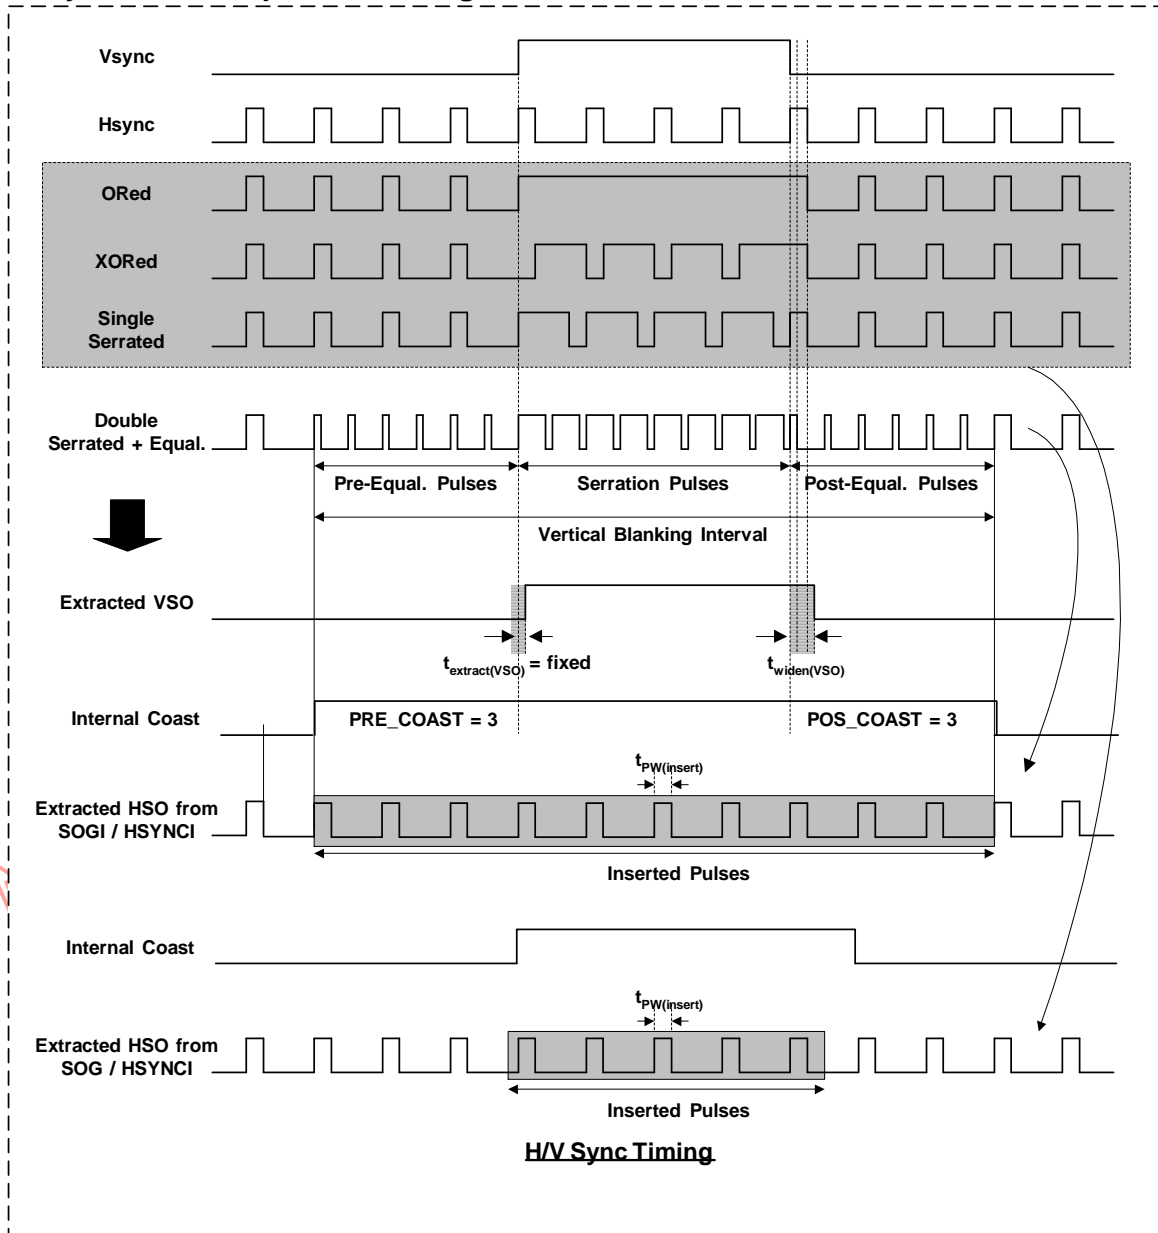 Vsync
Hsync
ORed
XORed
Single
Serrated
Double
Serrated + Equal.
Pre-Equal. Pulses
Serration Pulses
Post-Equal. Pulses
Vertical Blanking Interval
Extracted VSO
textract(VSO) = fixed
twiden(VSO)
Internal Coast
PRE_COAST = 3
POS_COAST = 3
tPW(insert)
Extracted HSO from
SOGI / HSYNCI
Inserted Pulses
Internal Coast
tPW(insert)
Extracted HSO from
SOG / HSYNCI
Inserted Pulses
H/V Sync Timing